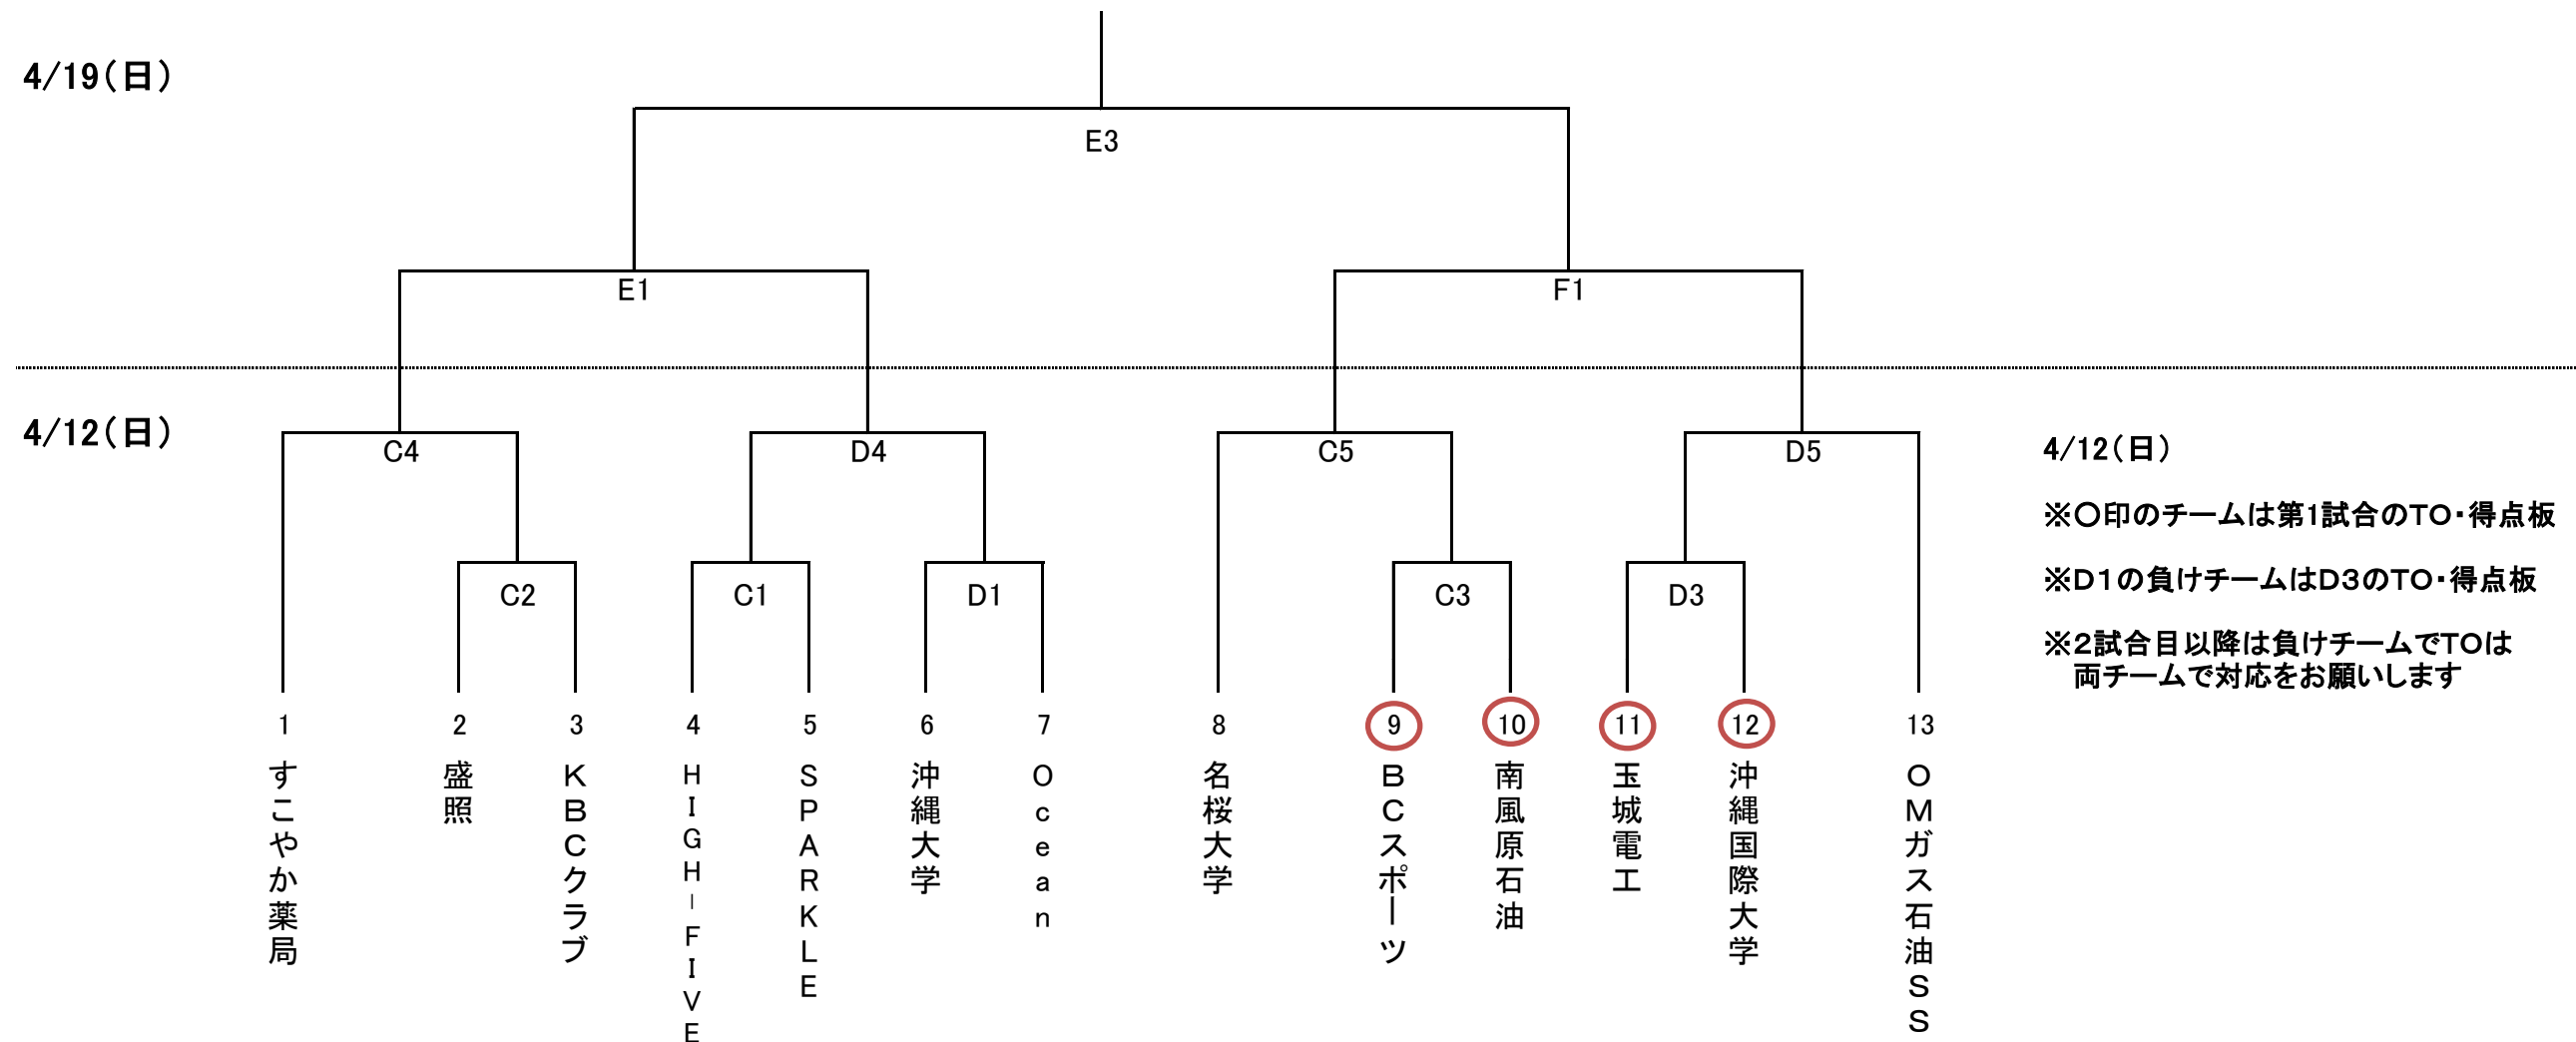 4/19(日)
E3
E1
F1
4/12(日)
C4
D4
C5
D5
C2
C1
D1
C3
D3
4/12(日)
※〇印のチームは第1試合のTO・得点板
※D1の負けチームはD3のTO・得点板
※2試合目以降は負けチームでTOは
両チームで対応をお願いします
1
すこやか薬局
2
盛照
3
KBCクラブ
4
HIGH-FIVE
5
SPARKLE
6
沖縄大学
7
Ocean
8
名桜大学
9
BCスポーツ
10
南風原石油
11
玉城電工
12
沖縄国際大学
13
OMガス石油SS